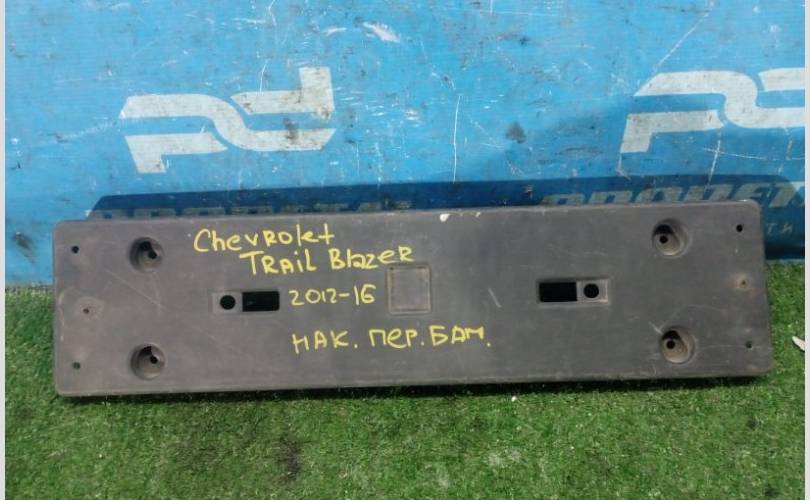 Chevrolet
TRAIL Blazer
2012-16
НАК. ПЕР. БАМ.